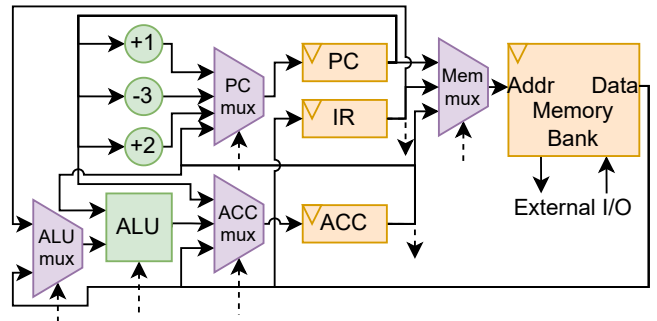 +1
-3
+2
PC
mux
PC
IR
Mem
mux
Addr
Data
Memory
Bank
External I/O
ALU
mux
ALU
ACC
mux
ACC